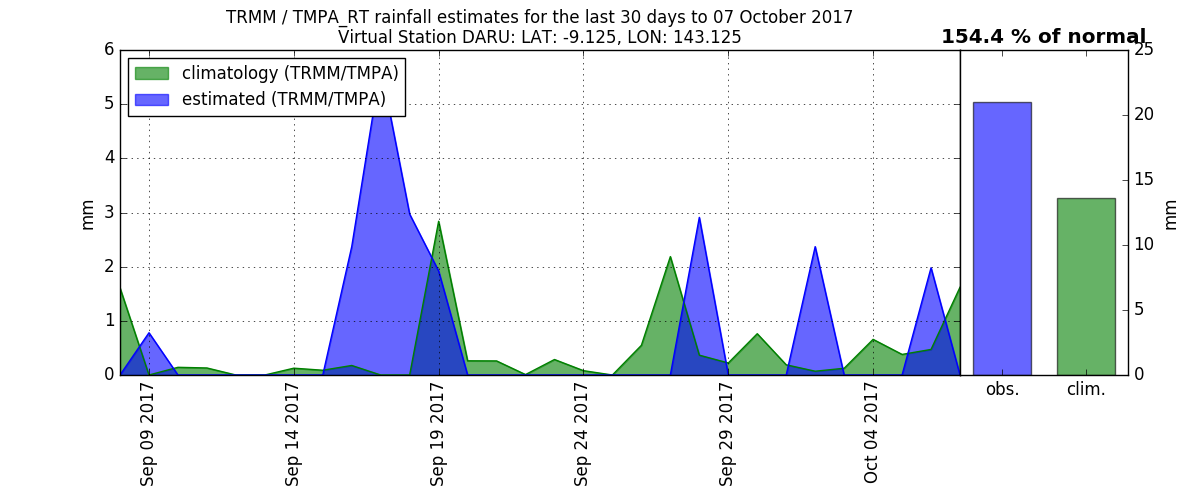 TRMM / TMPA_RT rainfall estimates for the last 30 days to 07 October 2017
Virtual Station DARU: LAT: -9.125, LON: 143.125
154.4 % of normal
climatology (TRMM/TMPA)
estimated (TRMM/TMPA)
6
5
4
3
2
1
0
mm
Sep 09 2017
Sep 14 2017
Sep 19 2017
Sep 24 2017
Sep 29 2017
Oct 04 2017
25
20
15
10
5
0
mm
obs.
clim.